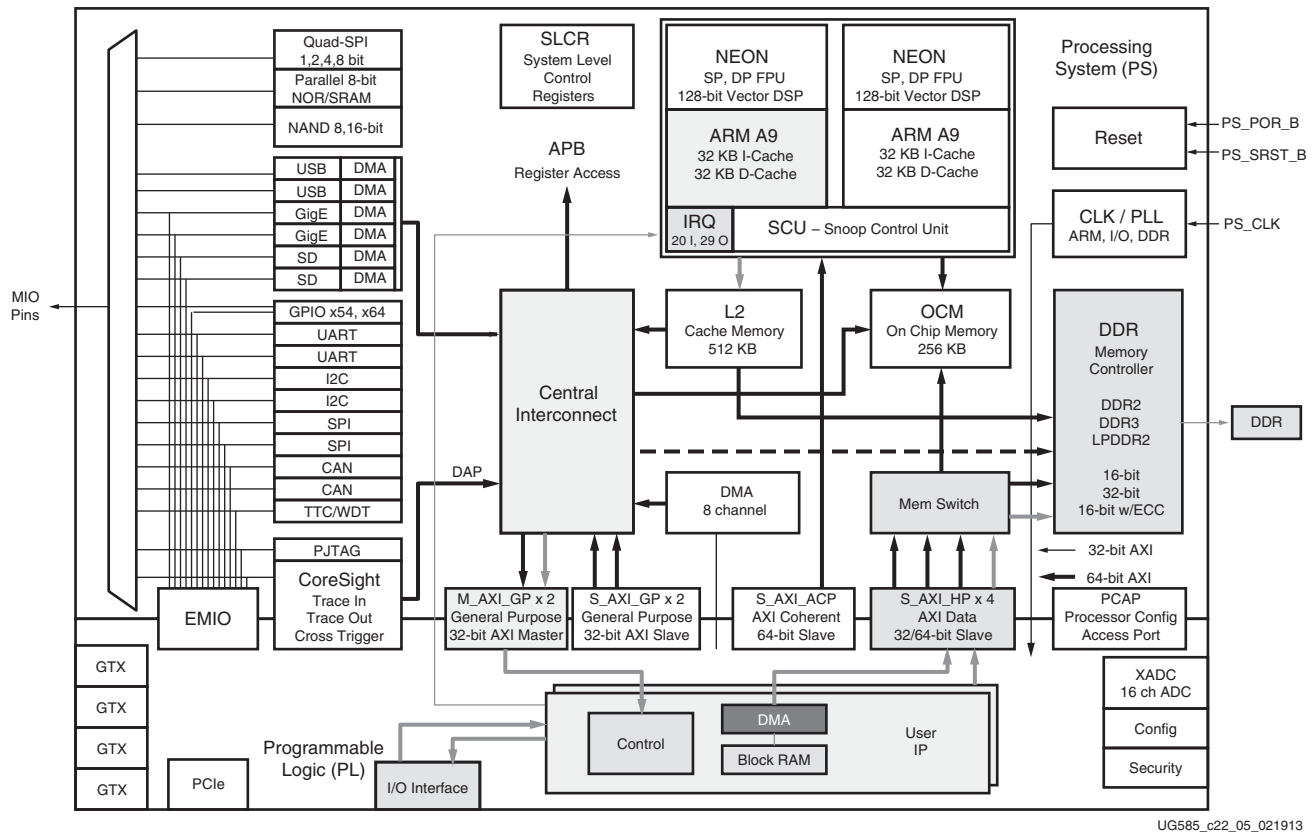 Quad-SPI
1,2,4,8 bit
Parallel 8-bit
NOR/SRAM
NAND 8,16-bit
USB DMA
USB DMA
GigE DMA
GigE DMA
SD DMA
SD DMA
MIO
Pins
GPIO x54, x64
UART
UART
I2C
I2C
SPI
SPI
CAN
CAN
TTC/WDT
PJTAG
CoreSight
Trace In
Trace Out
Cross Trigger
EMIO
SLCR
System Level
Control
Registers
APB
Register Access
NEON
SP, DP FPU
128-bit Vector DSP
ARM A9
32 KB I-Cache
32 KB D-Cache
NEON
SP, DP FPU
128-bit Vector DSP
ARM A9
32 KB I-Cache
32 KB D-Cache
IRQ
20 I, 29 O
SCU – Snoop Control Unit
Processing
System (PS)
Reset
PS_POR_B
PS_SRST_B
CLK / PLL
ARM, I/O, DDR
PS_CLK
L2
Cache Memory
512 KB
OCM
On Chip Memory
256 KB
Central
Interconnect
DAP
DMA
8 channel
Mem Switch
DDR
Memory
Controller
DDR2
DDR3
LPDDR2
16-bit
32-bit
16-bit w/ECC
DDR
32-bit AXI
64-bit AXI
M_AXI_GP x 2
General Purpose
32-bit AXI Master
S_AXI_GP x 2
General Purpose
32-bit AXI Slave
S_AXI_ACP
AXI Coherent
64-bit Slave
S_AXI_HP x 4
AXI Data
32/64-bit Slave
PCAP
Processor Config
Access Port
GTX
GTX
GTX
GTX
PCIe
Programmable
Logic (PL)
I/O Interface
Control
DMA
Block RAM
User
IP
XADC
16 ch ADC
Config
Security
UG585_c22_05_021913